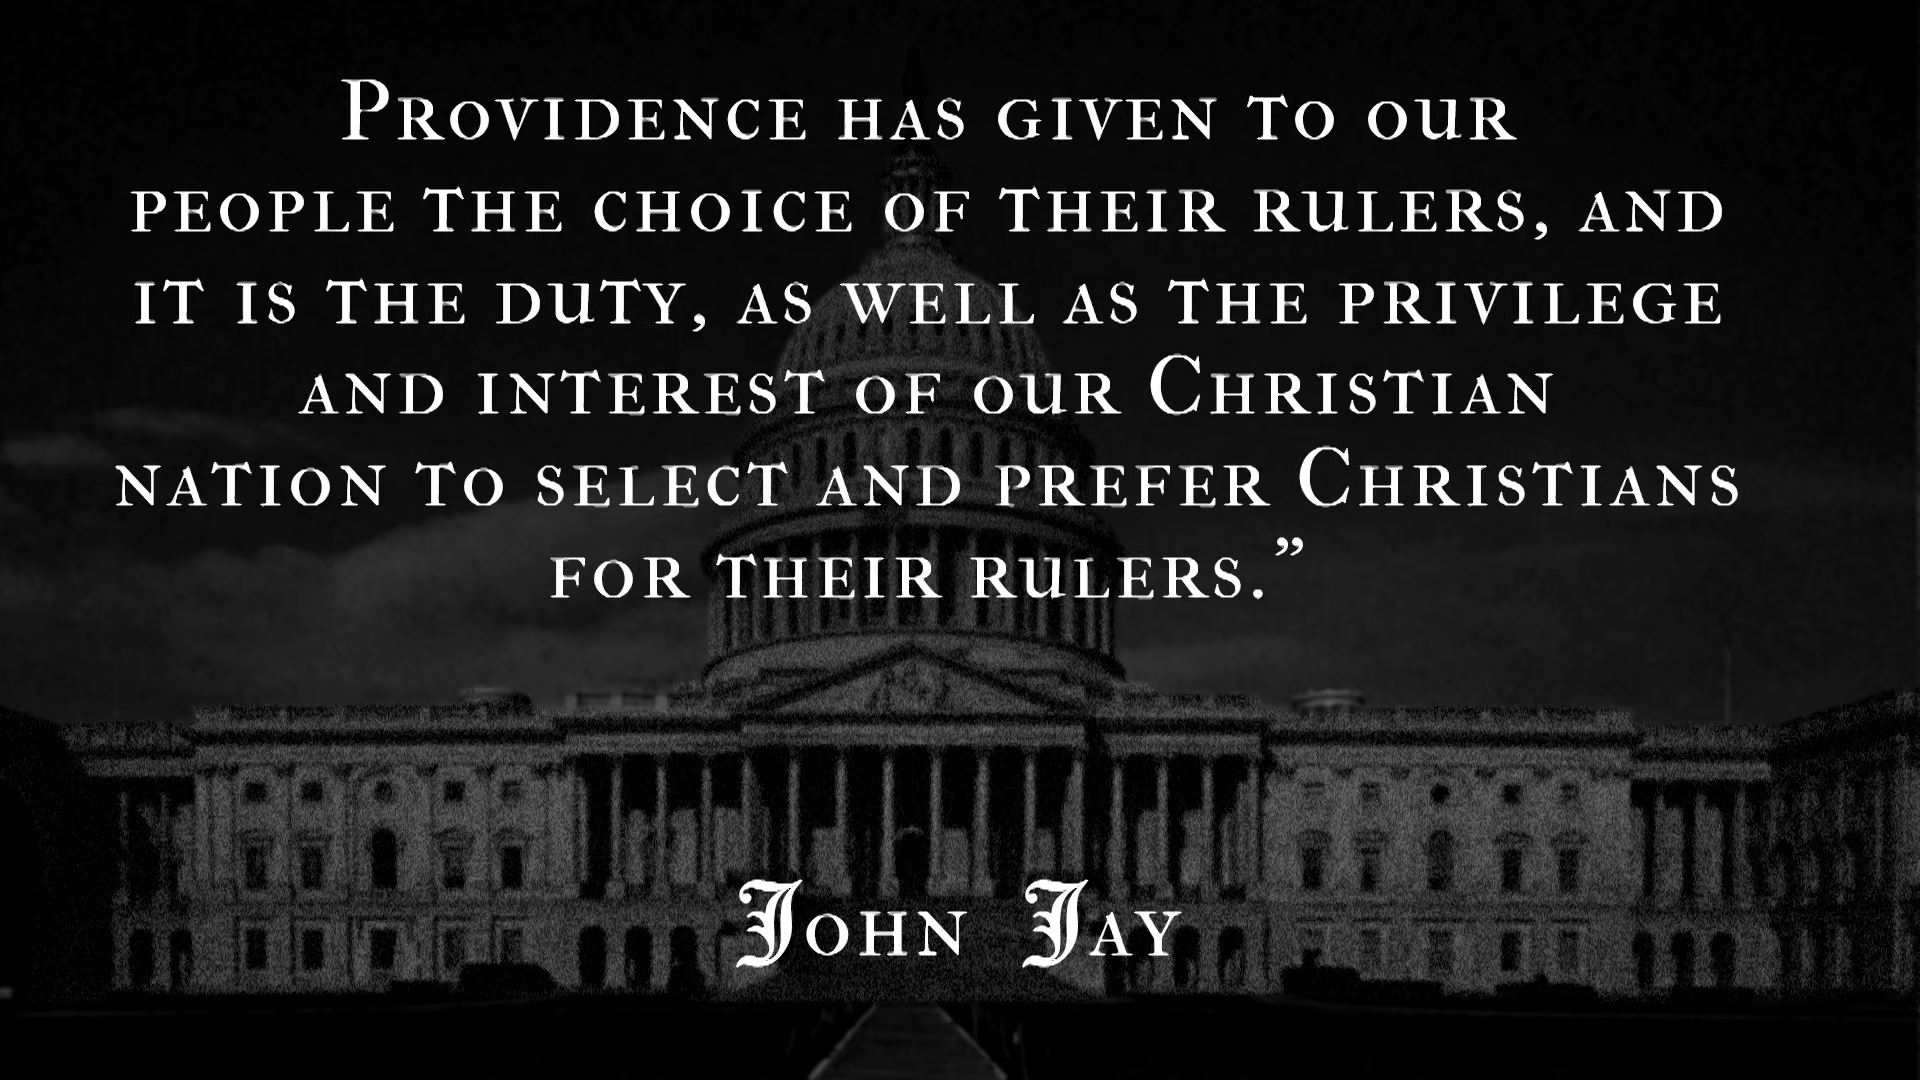 Providence has given to our
people the choice of their rulers, and
it is the duty, as well as the privilege
and interest of our Christian
nation to select and prefer Christians
for their rulers.”
John Jay